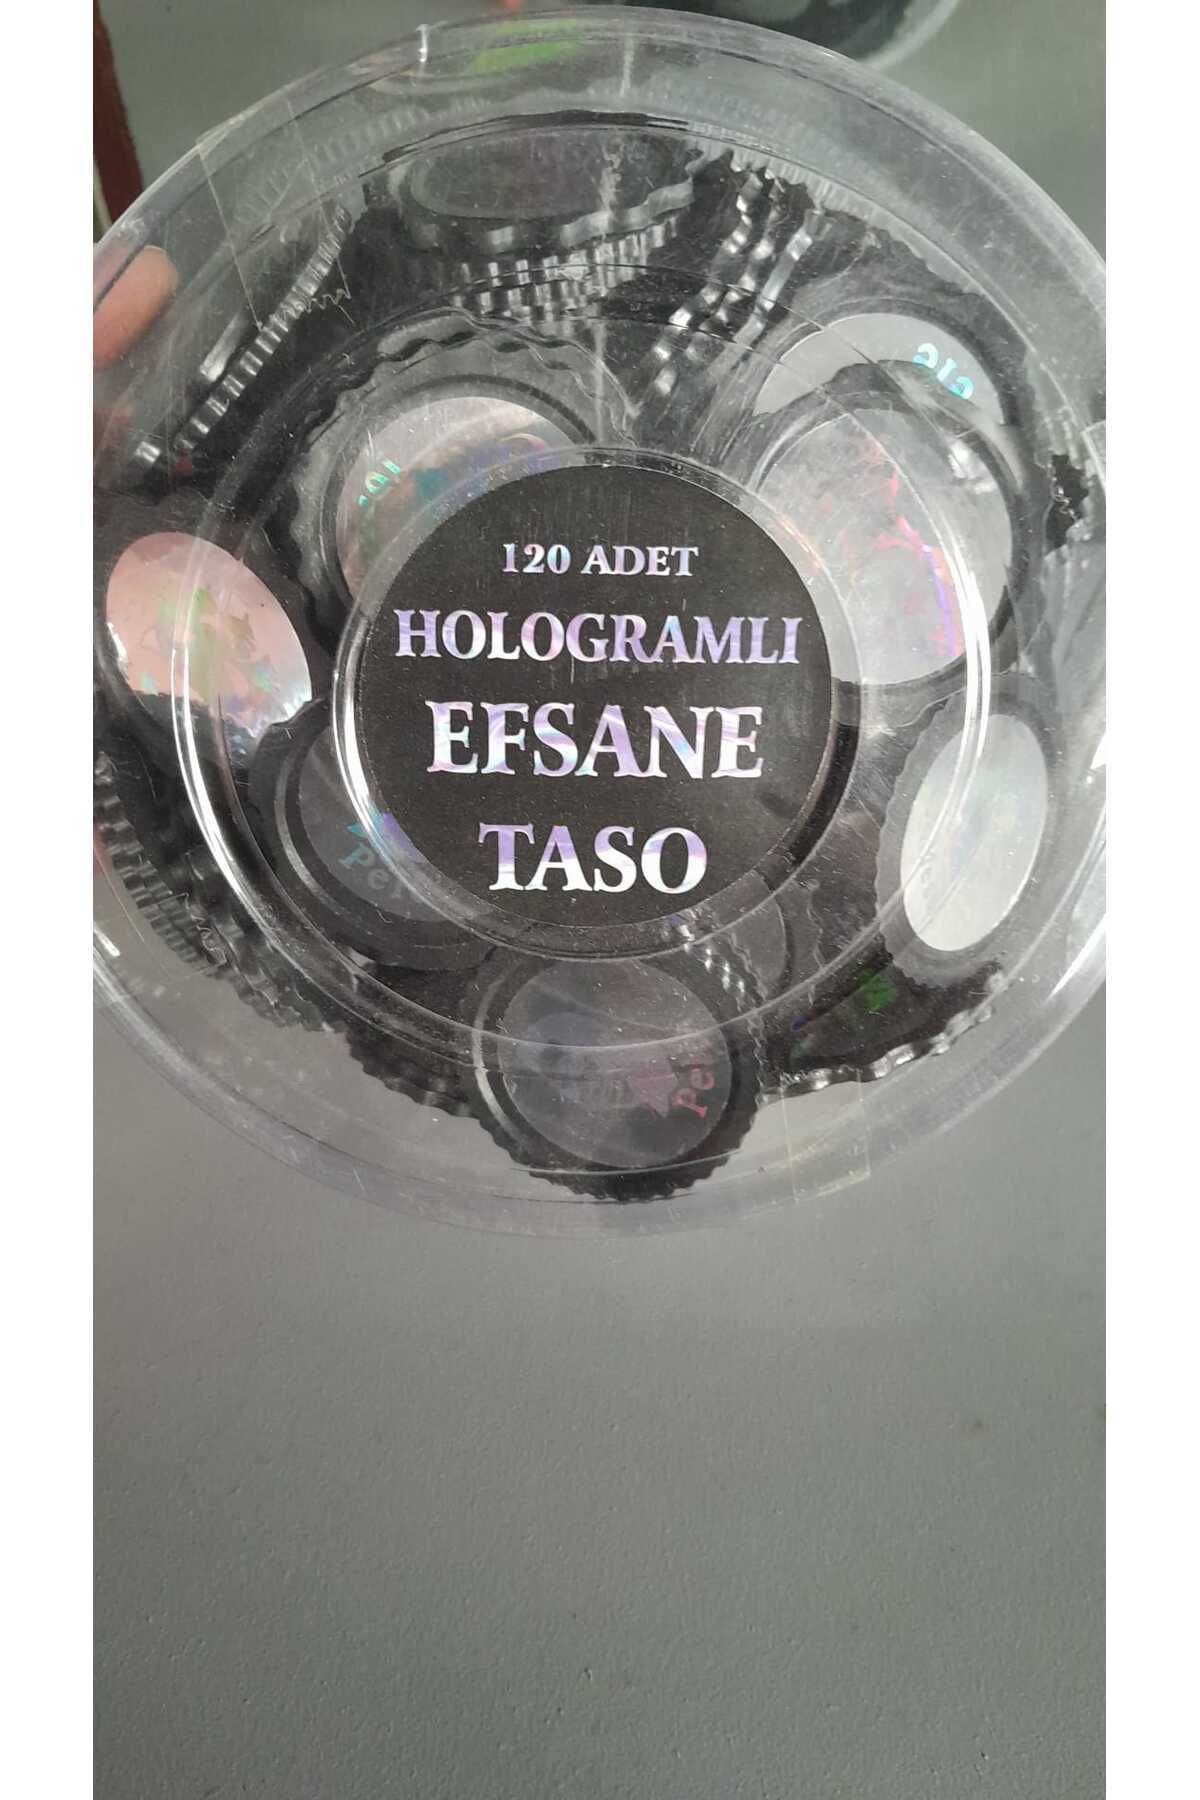 120 ADET
HOLOGRAMLI
EFSANE
TASO